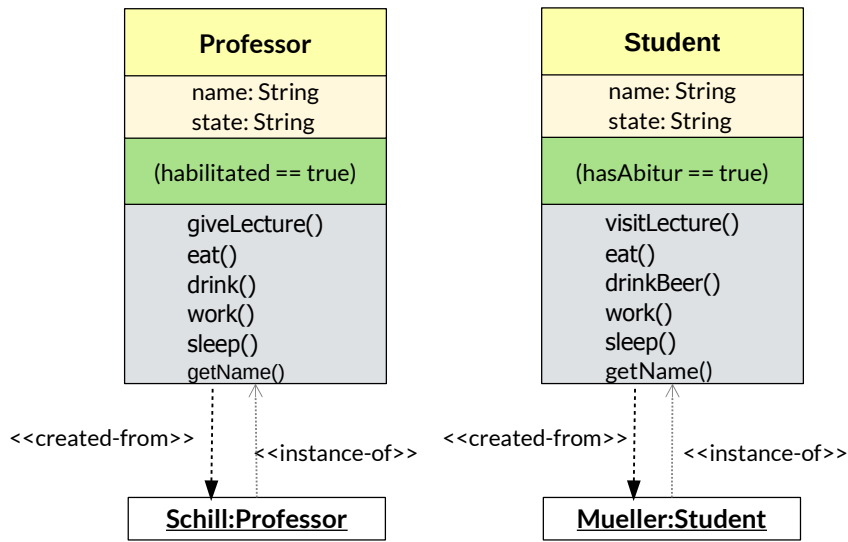 Professor
name: String
state: String
(habilitated == true)
giveLecture()
eat()
drink()
work()
sleep()
getName()
<<created-from>>
<<instance-of>>
Schill:Professor
Student
name: String
state: String
(hasAbitur == true)
visitLecture()
eat()
drinkBeer()
work()
sleep()
getName()
<<created-from>>
<<instance-of>>
Mueller:Student